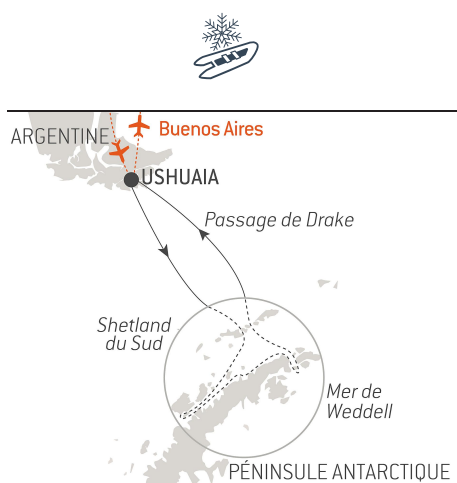 Buenos Aires
ARGENTINE
USHUAIA
Passage de Drake
Shetland
du Sud
Mer de
Weddell
PÉNINSULE ANTARCTIQUE